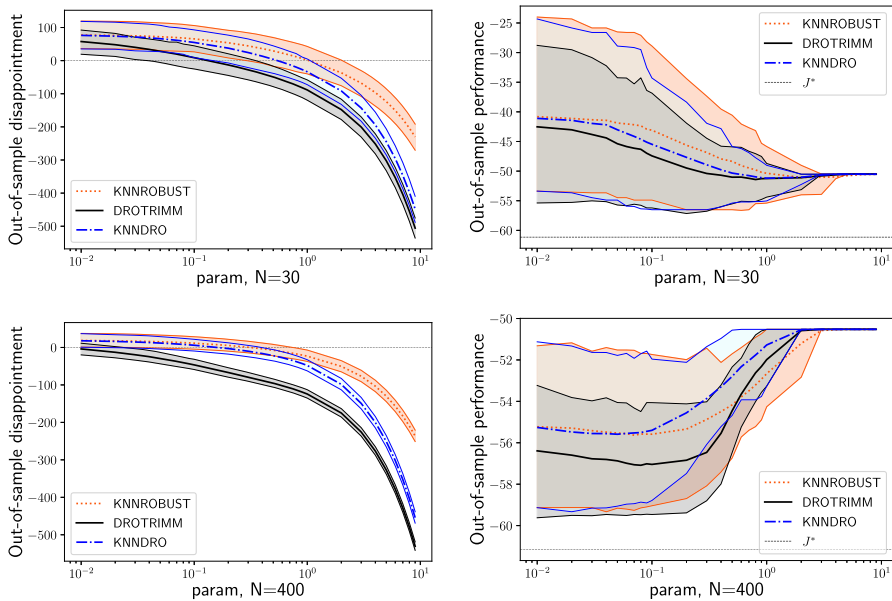 Out-of-sample disappointment
100
0
−100
−200
−300
−400
−500
KNNROBUST
DROTRIMM
KNNDRO
10⁻² 10⁻¹ 10⁰ 10¹
param, N=30
Out-of-sample performance
−25
−30
−35
−40
−45
−50
−55
−60
KNNROBUST
DROTRIMM
KNNDRO
J*
10⁻² 10⁻¹ 10⁰ 10¹
param, N=30
Out-of-sample disappointment
0
−100
−200
−300
−400
−500
KNNROBUST
DROTRIMM
KNNDRO
10⁻² 10⁻¹ 10⁰ 10¹
param, N=400
Out-of-sample performance
−50
−52
−54
−56
−58
−60
KNNROBUST
DROTRIMM
KNNDRO
J*
10⁻² 10⁻¹ 10⁰ 10¹
param, N=400